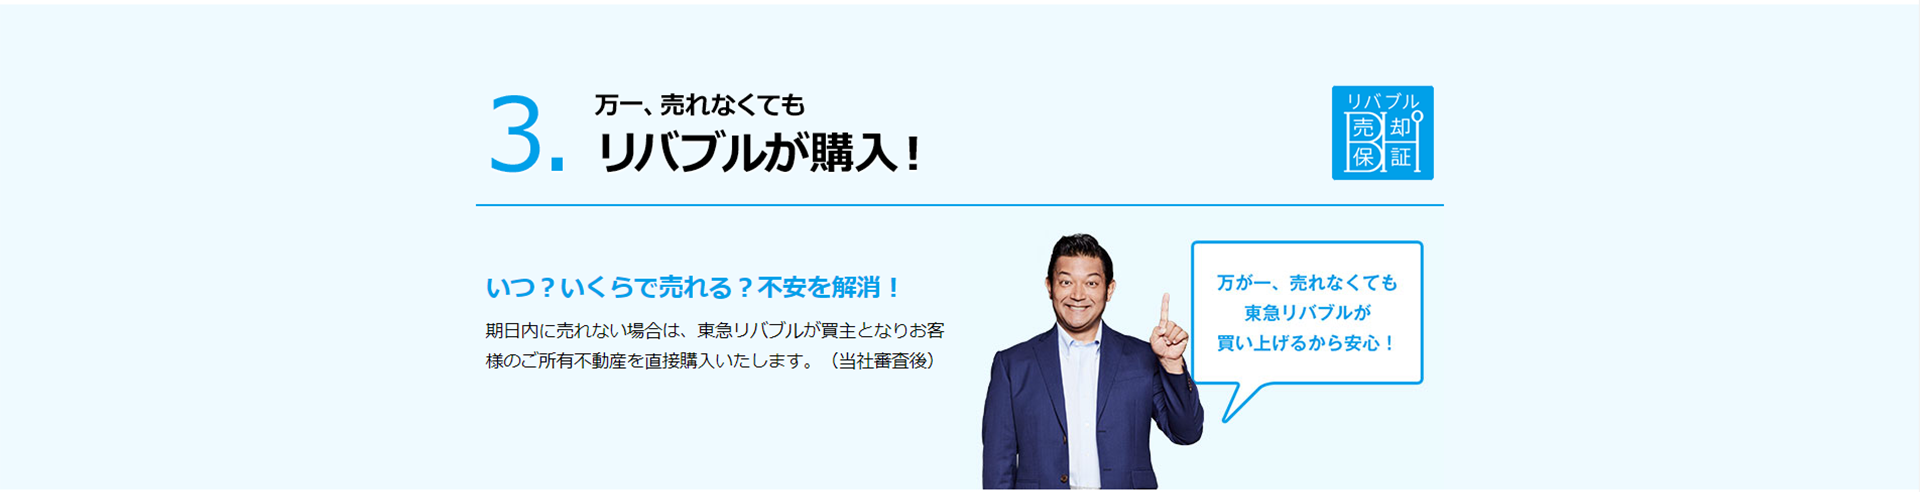 3.
万一、売れなくても
リバブルが購入！
リバブル
売却
保証
いつ？いくらで売れる？不安を解消！
期日内に売れない場合は、東急リバブルが買主となりお客
様のご所有不動産を直接購入いたします。（当社審査後）
万が一、売れなくても
東急リバブルが
買い上げるから安心！